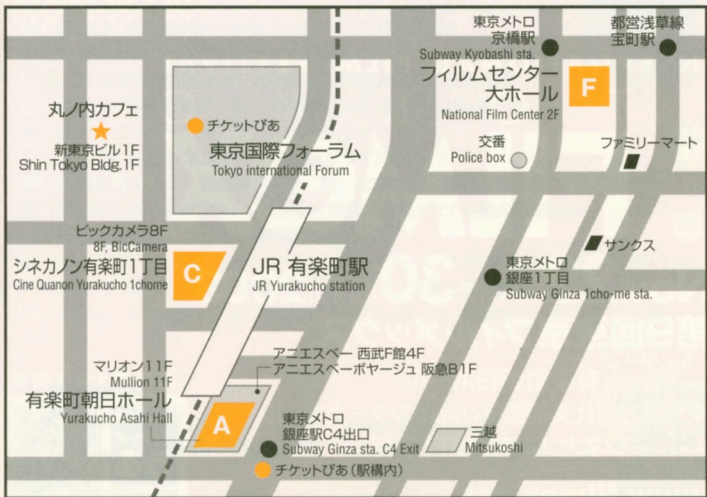 東京メトロ
京橋駅
Subway Kyobashi sta.
都営浅草線
宝町駅
フィルムセンター
大ホール
National Film Center 2F
F
丸ノ内カフェ
新東京ビル1F
Shin Tokyo Bldg.1F
チケットぴあ
東京国際フォーラム
Tokyo international Forum
交番
Police box
ファミリーマート
ビックカメラ8F
8F, BicCamera
シネカノン有楽町1丁目
Cine Quanon Yurakucho 1chome
C
JR 有楽町駅
JR Yurakucho station
サンクス
東京メトロ
銀座1丁目
Subway Ginza 1cho-me sta.
マリオン11F
Mullion 11F
有楽町朝日ホール
Yurakucho Asahi Hall
A
アニエスベー 西武F館4F
アニエスベーボヤージュ 阪急B1F
東京メトロ
銀座駅C4出口
Subway Ginza sta. C4 Exit
チケットぴあ（駅構内）
三越
Mitsukoshi